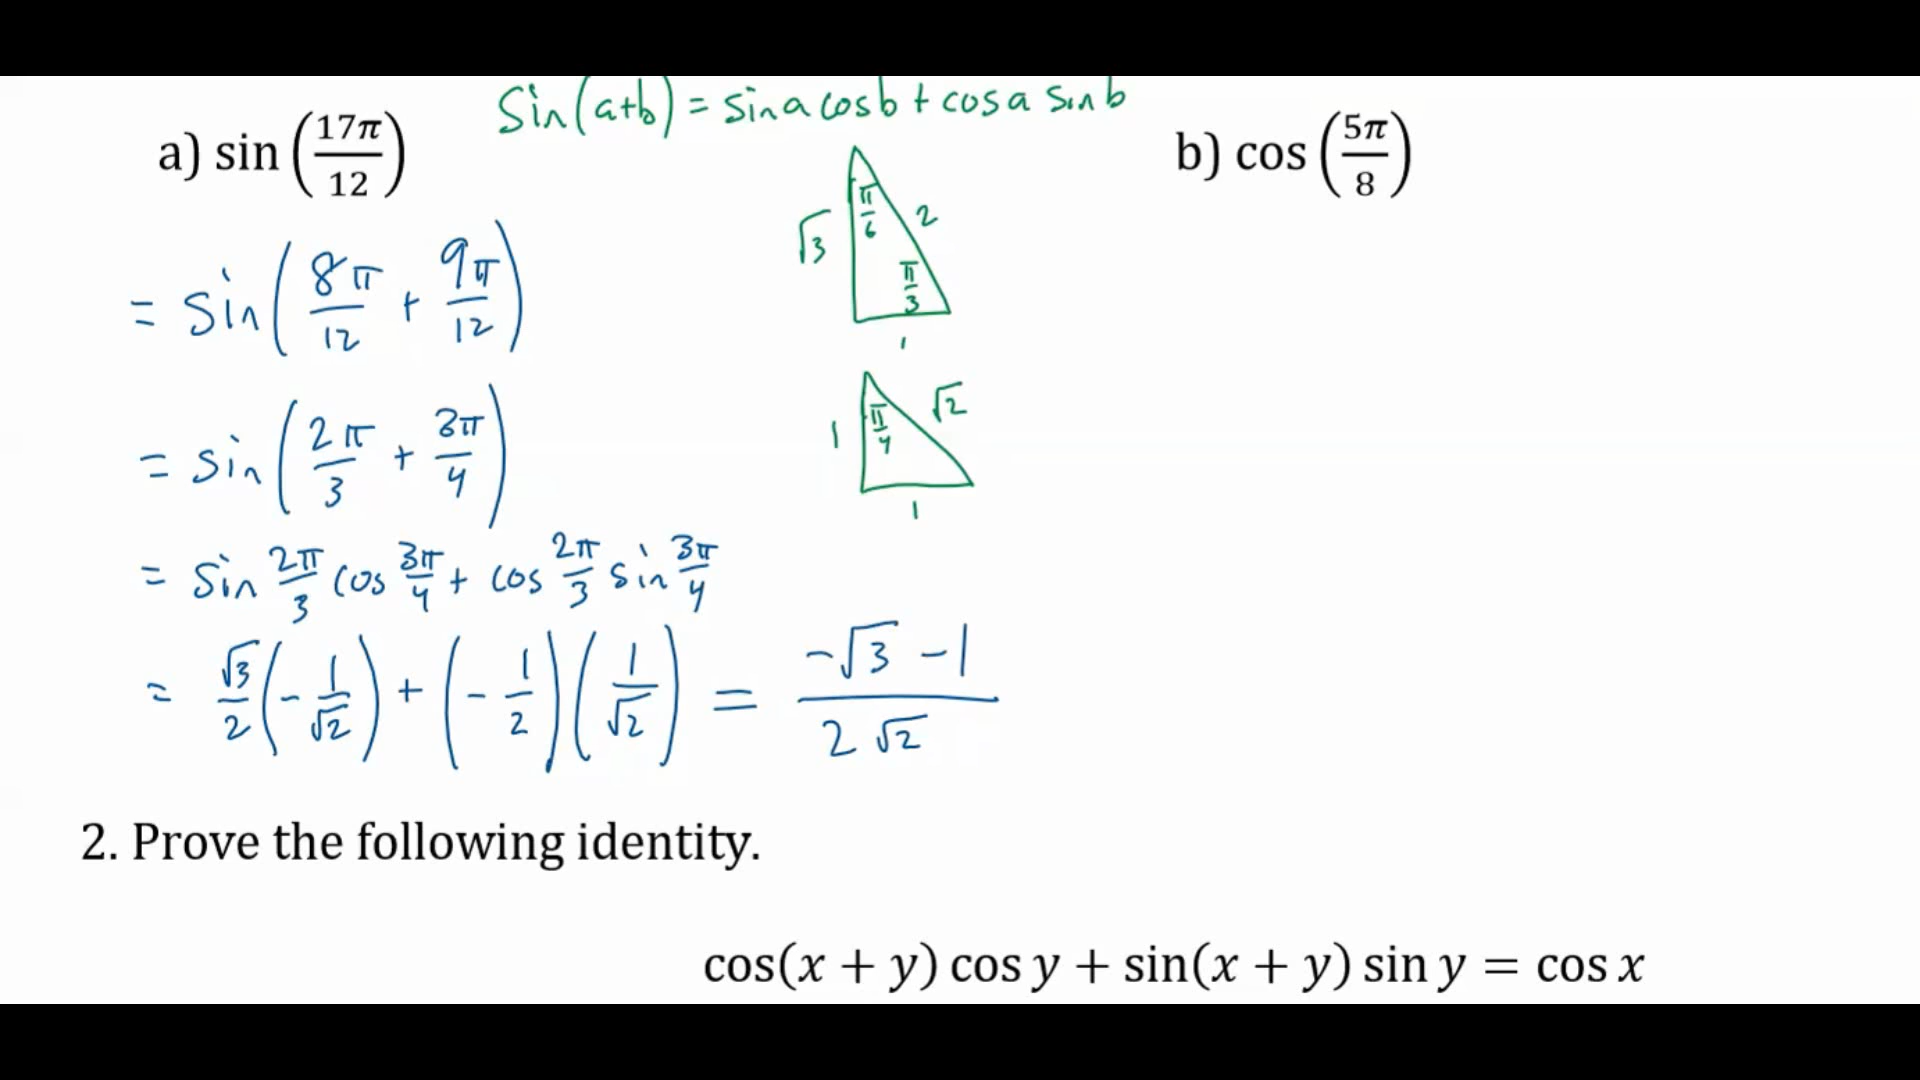 a) sin (17π/12)
Sin(a+b) = sin a cos b + cos a sin b
b) cos (5π/8)
= sin(8π/12 + 9π/12)
= sin(2π/3 + 3π/4)
= sin 2π/3 cos 3π/4 + cos 2π/3 sin 3π/4
= √3/2 (-1/√2) + (-1/2)(1/√2) = (-√3 - 1)/(2√2)
π/6
√3
2
π/3
1
√2
π/4
1
1
2. Prove the following identity.
cos(x + y) cos y + sin(x + y) sin y = cos x